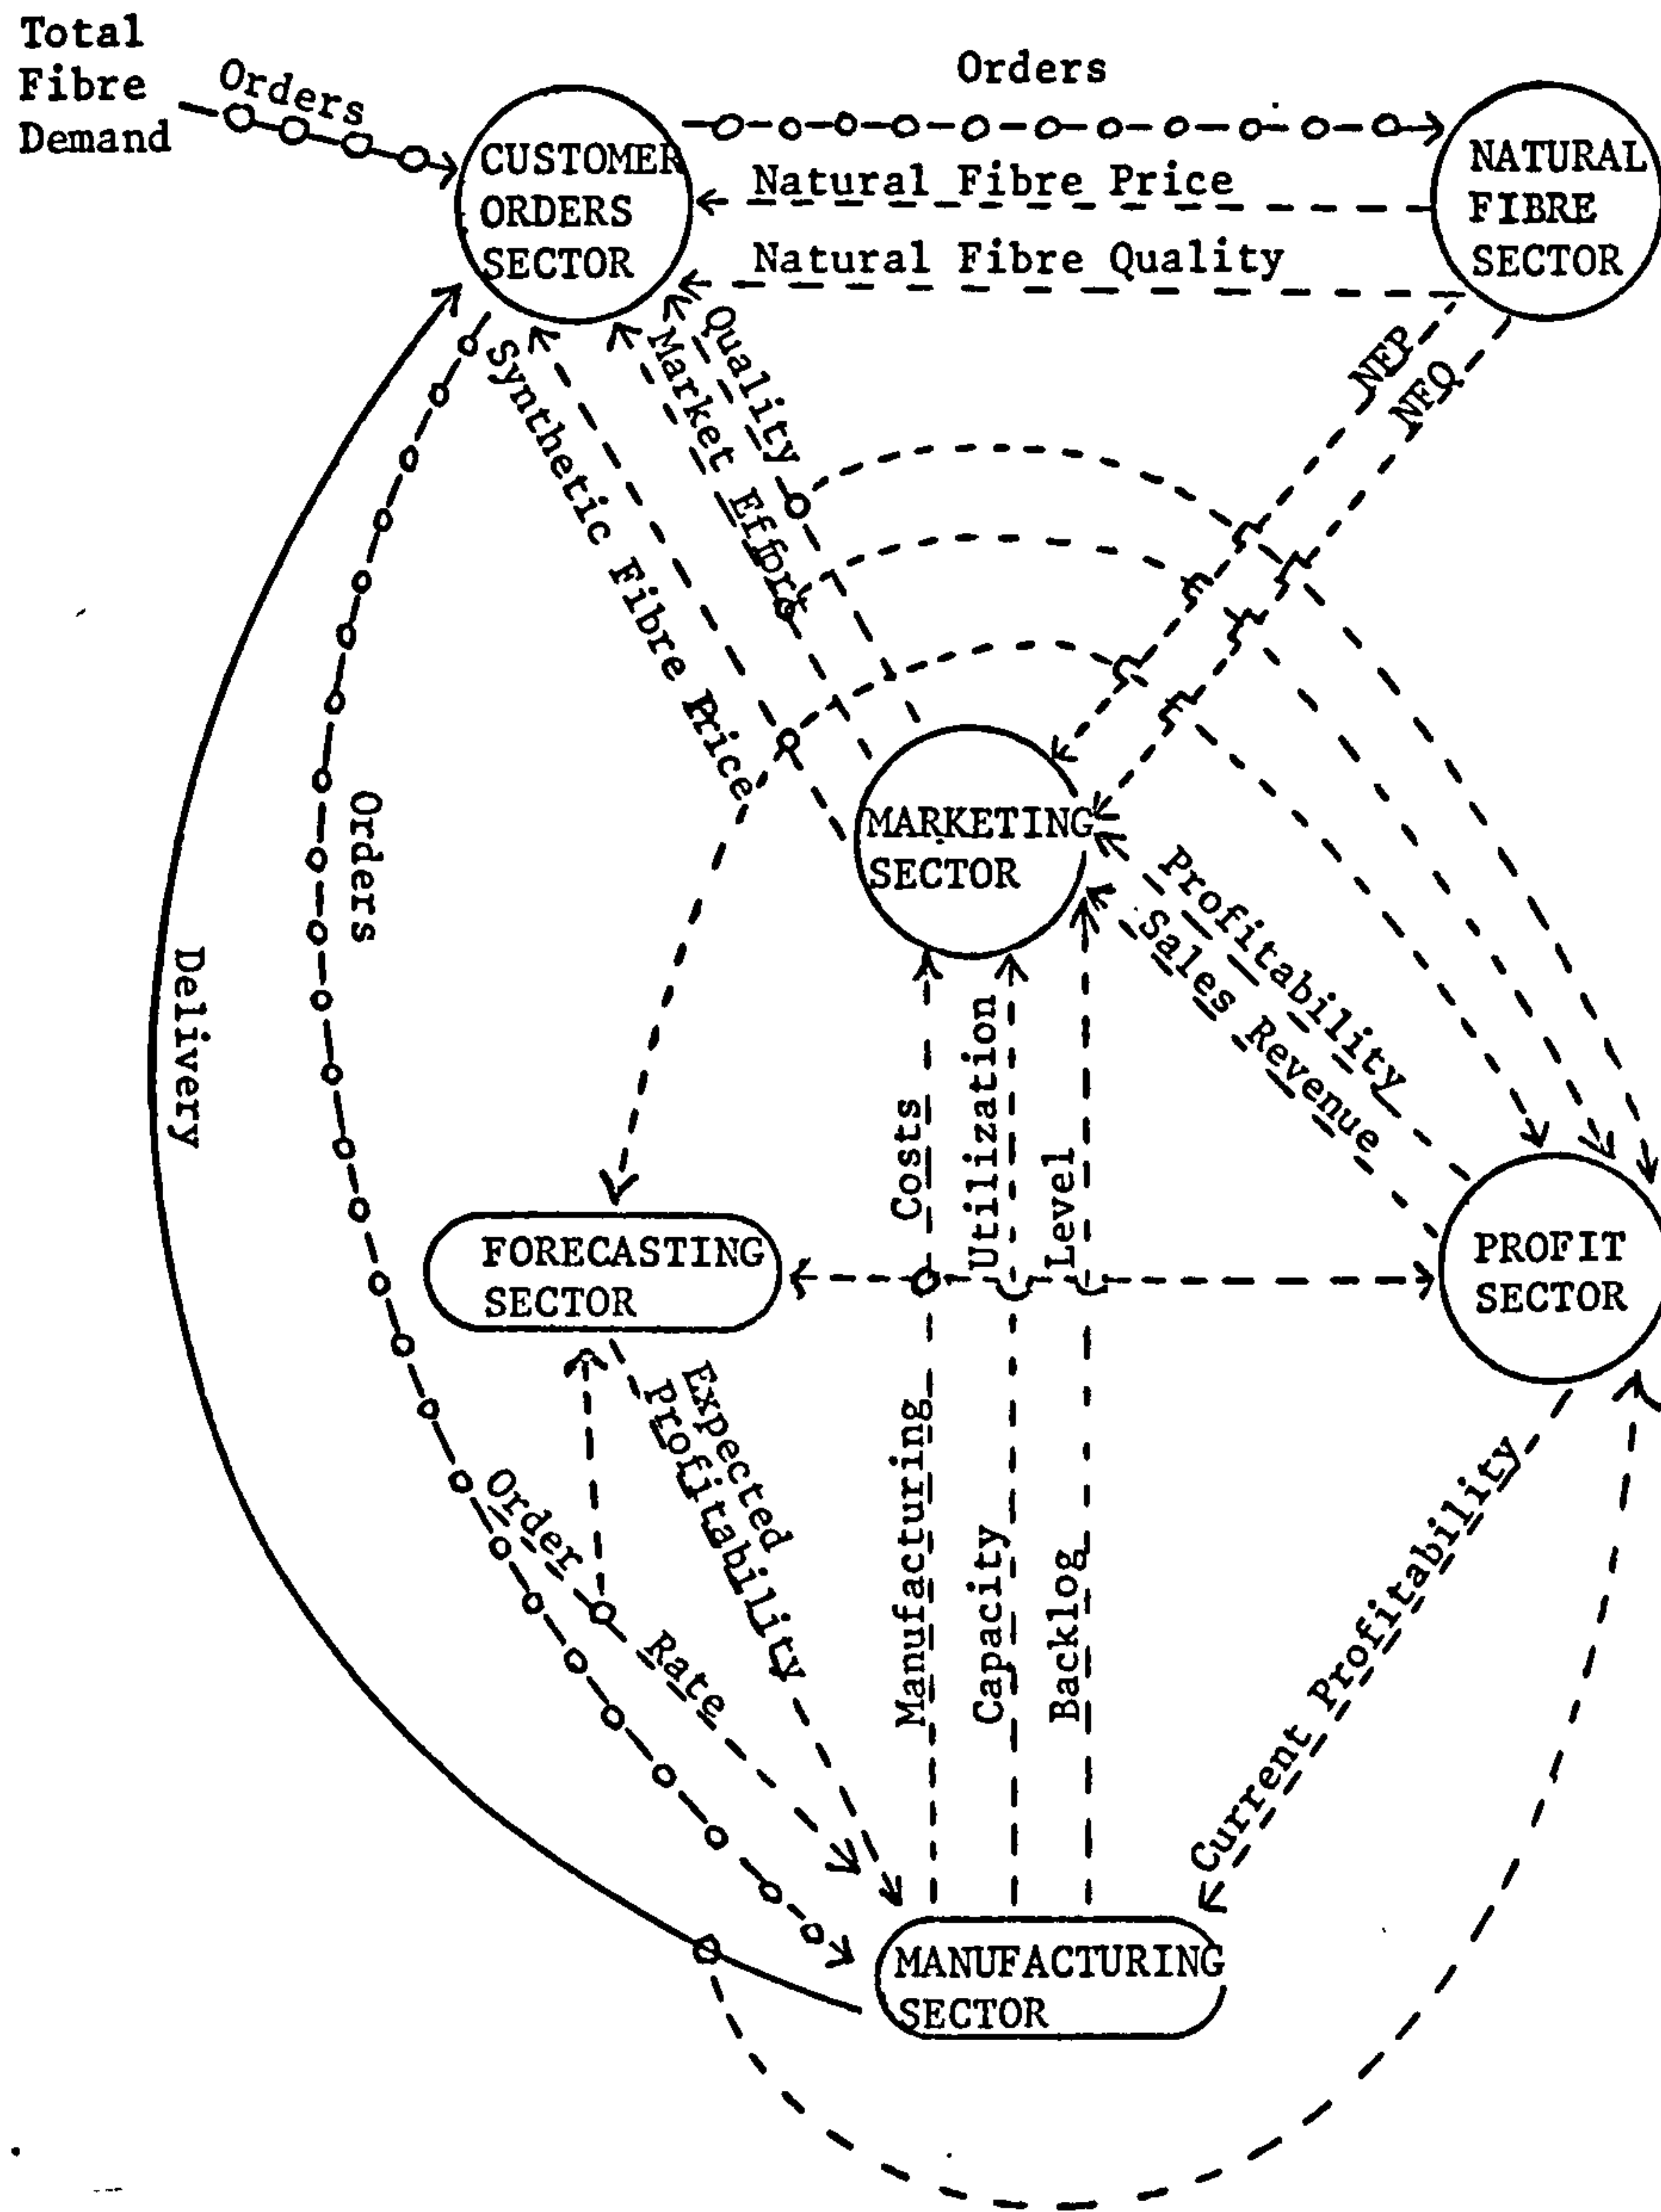 Total
Fibre
Demand
Orders
Orders
CUSTOMER
ORDERS
SECTOR
NATURAL
FIBRE
SECTOR
Natural Fibre Price
Natural Fibre Quality
NFP
NFQ
Quality
Market Effort
Synthetic Fibre Price
MARKETING
SECTOR
Profitability
Sales Revenue
Orders
Delivery
Manufacturing Costs
Capacity Utilization
Backlog Level
FORECASTING
SECTOR
PROFIT
SECTOR
Expected
Profitability
Order Rate
Current Profitability
MANUFACTURING
SECTOR